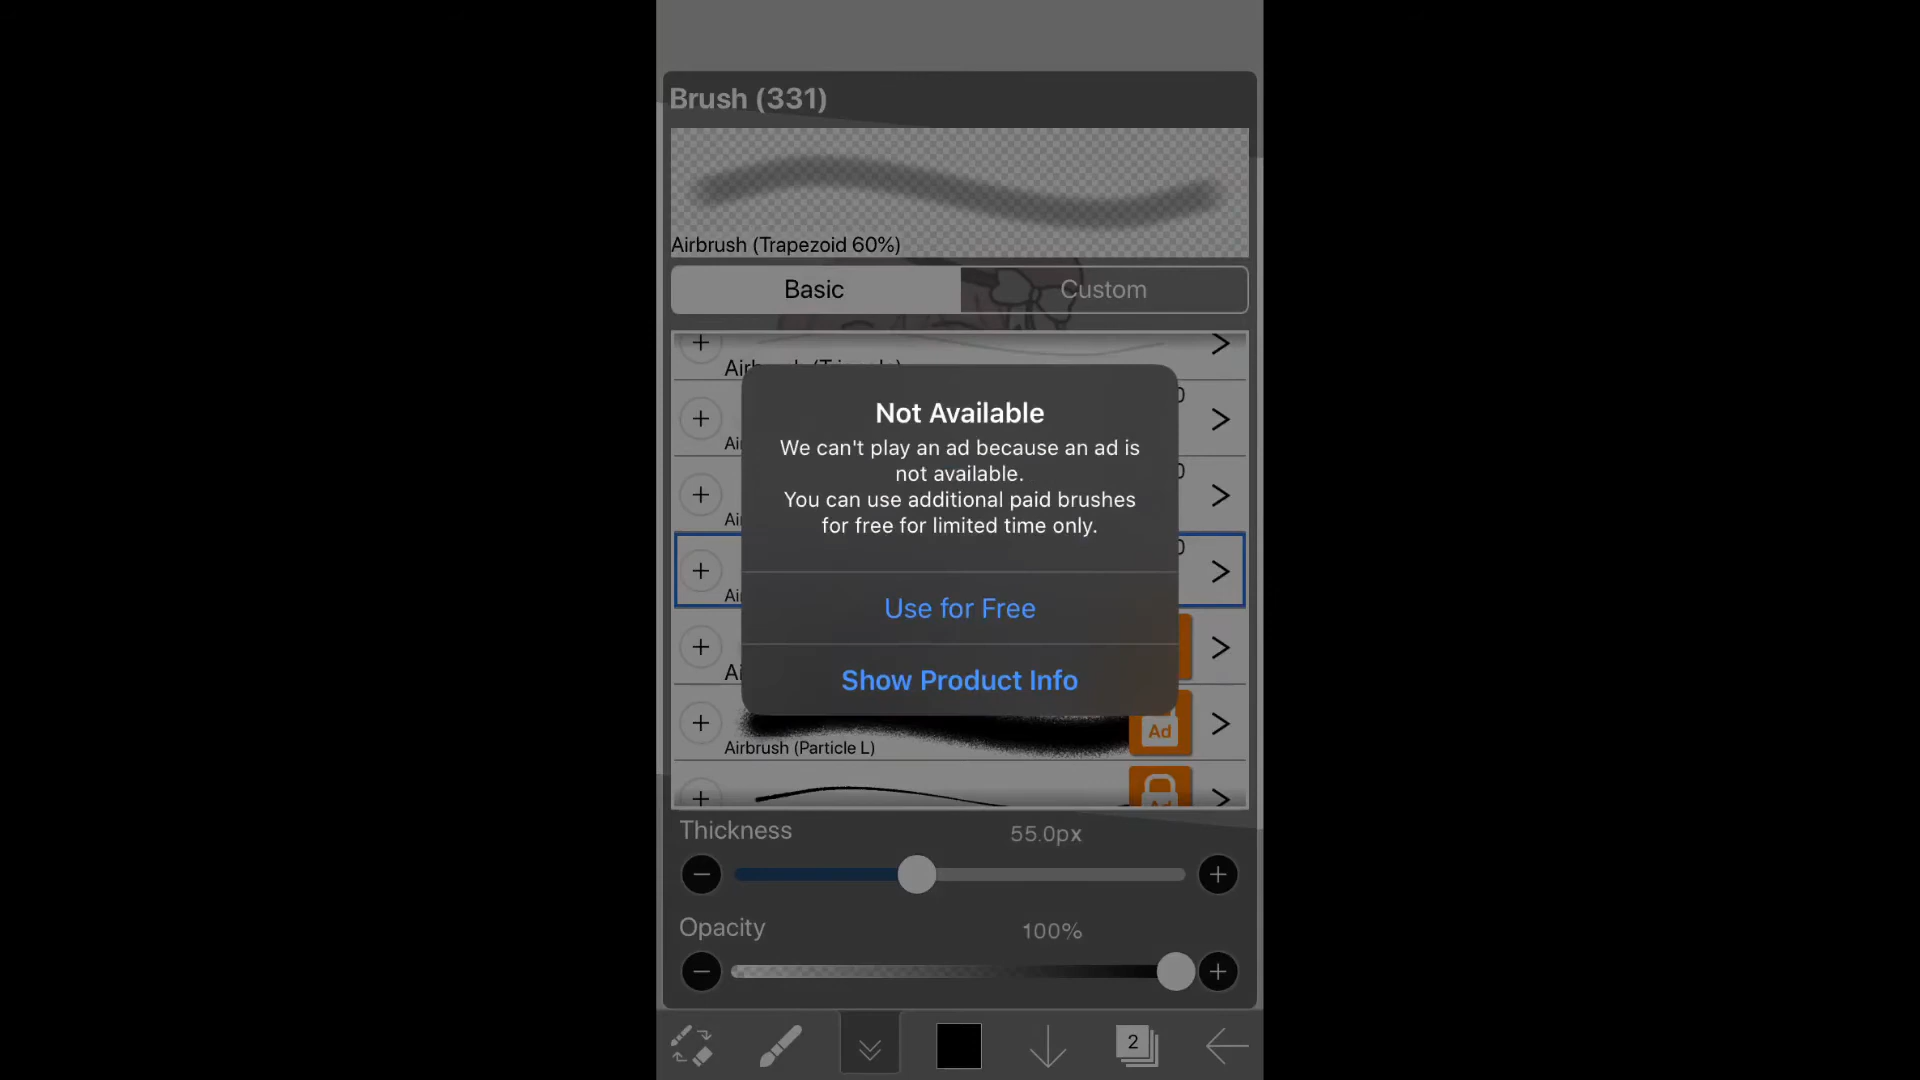 Brush (331)
Airbrush (Trapezoid 60%)
Basic
Custom
Not Available
We can't play an ad because an ad is
not available.
You can use additional paid brushes
for free for limited time only.
Use for Free
Show Product Info
Ad
Airbrush (Particle L)
Thickness
55.0px
Opacity
100%
2